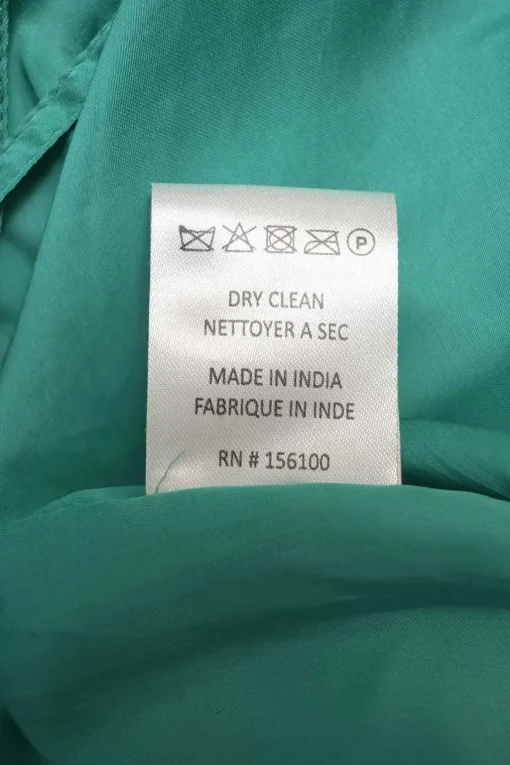 P
DRY CLEAN
NETTOYER A SEC
MADE IN INDIA
FABRIQUE IN INDE
RN # 156100